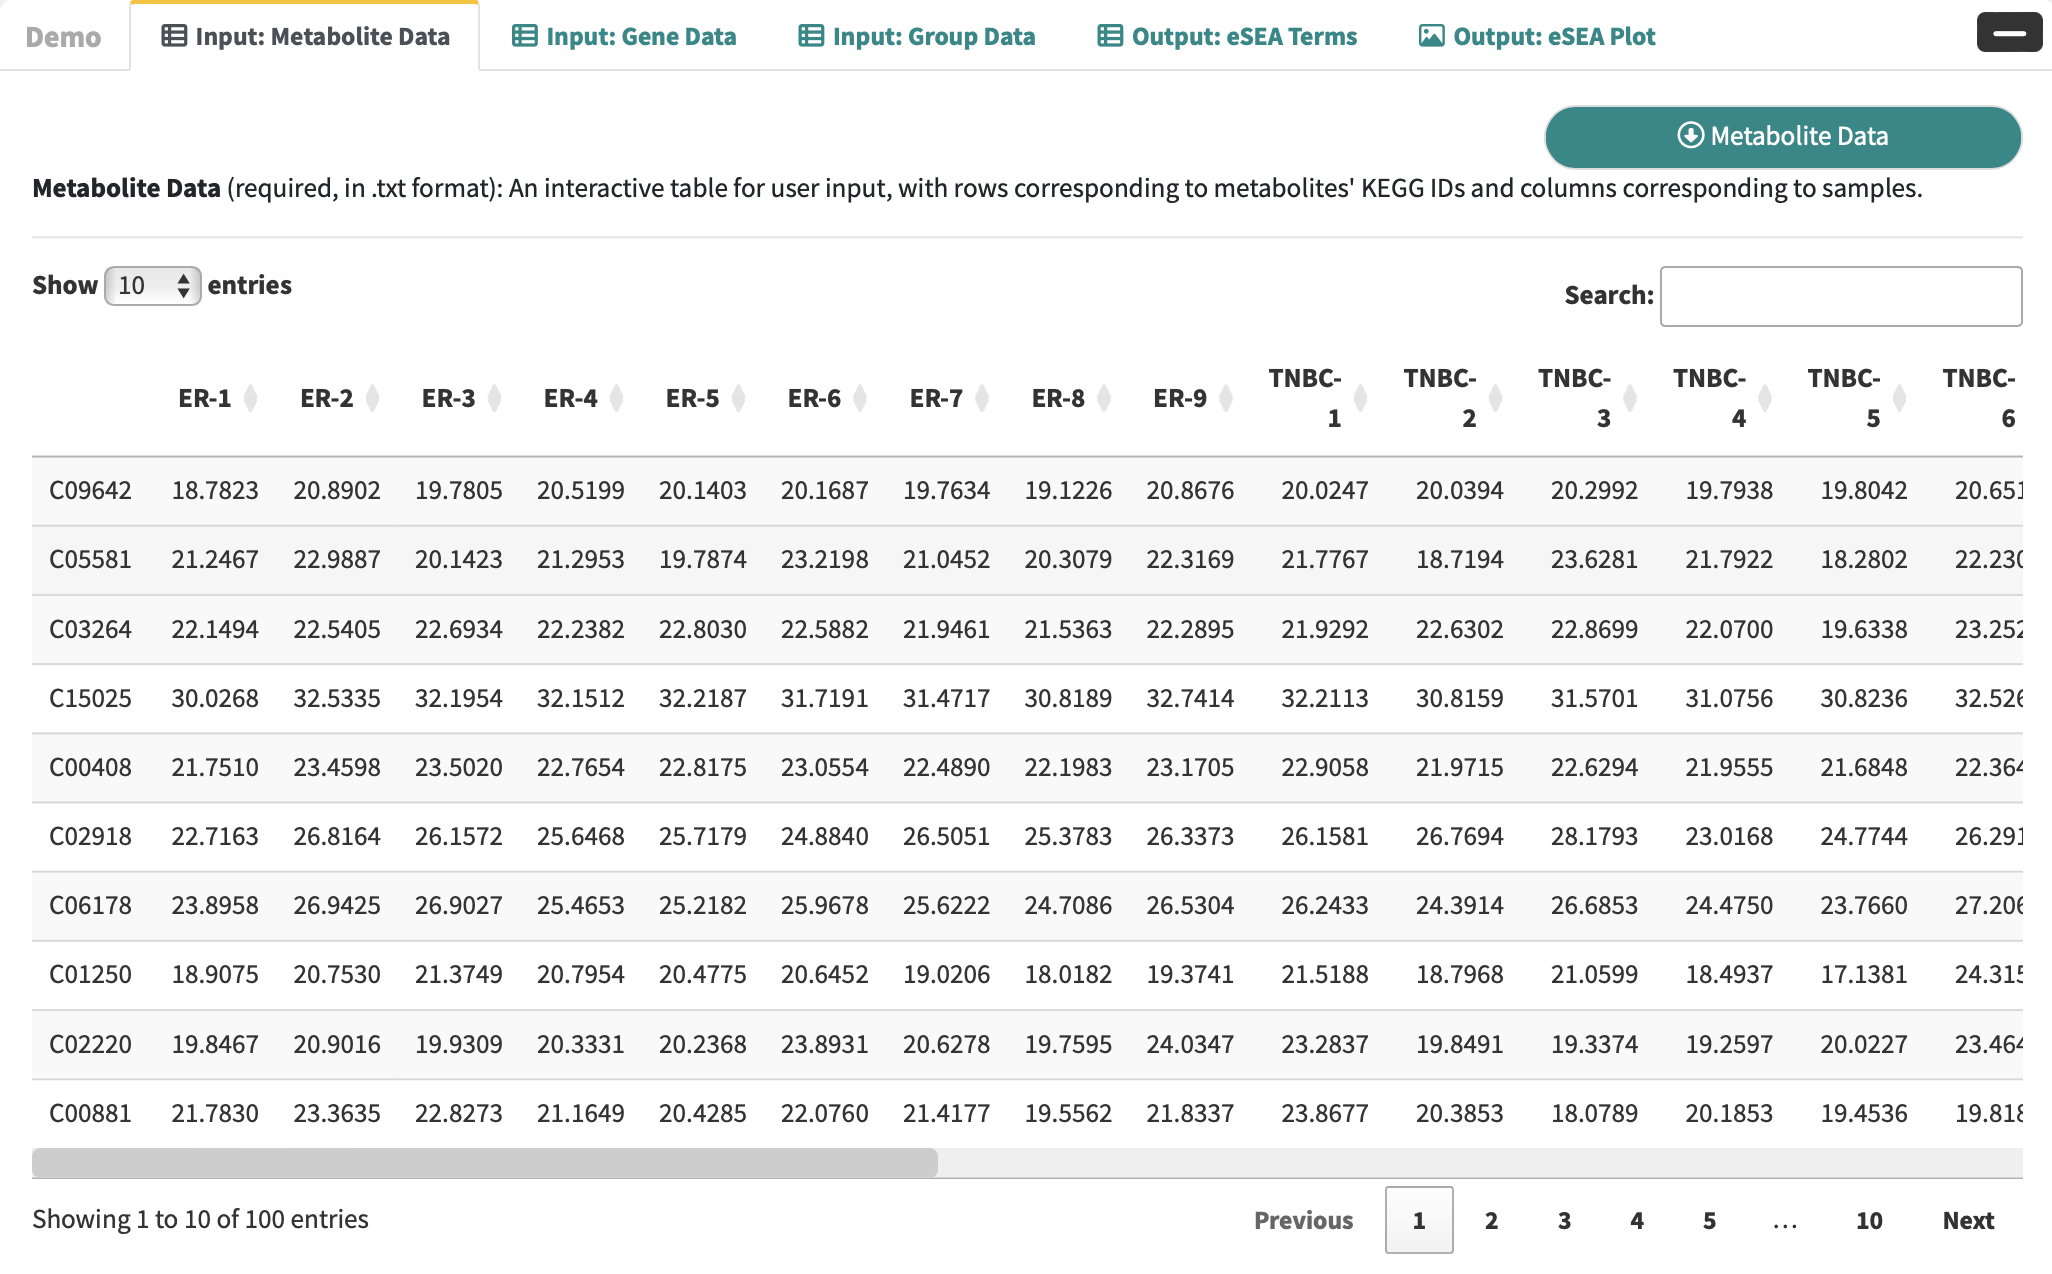 Demo Input: Metabolite Data Input: Gene Data Input: Group Data Output: eSEA Terms Output: eSEA Plot
Metabolite Data
Metabolite Data (required, in .txt format): An interactive table for user input, with rows corresponding to metabolites' KEGG IDs and columns corresponding to samples.
Show 10 entries
Search:
ER-1 ER-2 ER-3 ER-4 ER-5 ER-6 ER-7 ER-8 ER-9 TNBC-1 TNBC-2 TNBC-3 TNBC-4 TNBC-5 TNBC-6
C09642 18.7823 20.8902 19.7805 20.5199 20.1403 20.1687 19.7634 19.1226 20.8676 20.0247 20.0394 20.2992 19.7938 19.8042 20.651
C05581 21.2467 22.9887 20.1423 21.2953 19.7874 23.2198 21.0452 20.3079 22.3169 21.7767 18.7194 23.6281 21.7922 18.2802 22.230
C03264 22.1494 22.5405 22.6934 22.2382 22.8030 22.5882 21.9461 21.5363 22.2895 21.9292 22.6302 22.8699 22.0700 19.6338 23.252
C15025 30.0268 32.5335 32.1954 32.1512 32.2187 31.7191 31.4717 30.8189 32.7414 32.2113 30.8159 31.5701 31.0756 30.8236 32.526
C00408 21.7510 23.4598 23.5020 22.7654 22.8175 23.0554 22.4890 22.1983 23.1705 22.9058 21.9715 22.6294 21.9555 21.6848 22.364
C02918 22.7163 26.8164 26.1572 25.6468 25.7179 24.8840 26.5051 25.3783 26.3373 26.1581 26.7694 28.1793 23.0168 24.7744 26.291
C06178 23.8958 26.9425 26.9027 25.4653 25.2182 25.9678 25.6222 24.7086 26.5304 26.2433 24.3914 26.6853 24.4750 23.7660 27.206
C01250 18.9075 20.7530 21.3749 20.7954 20.4775 20.6452 19.0206 18.0182 19.3741 21.5188 18.7968 21.0599 18.4937 17.1381 24.315
C02220 19.8467 20.9016 19.9309 20.3331 20.2368 23.8931 20.6278 19.7595 24.0347 23.2837 19.8491 19.3374 19.2597 20.0227 23.464
C00881 21.7830 23.3635 22.8273 21.1649 20.4285 22.0760 21.4177 19.5562 21.8337 23.8677 20.3853 18.0789 20.1853 19.4536 19.818
Showing 1 to 10 of 100 entries
Previous 1 2 3 4 5 … 10 Next